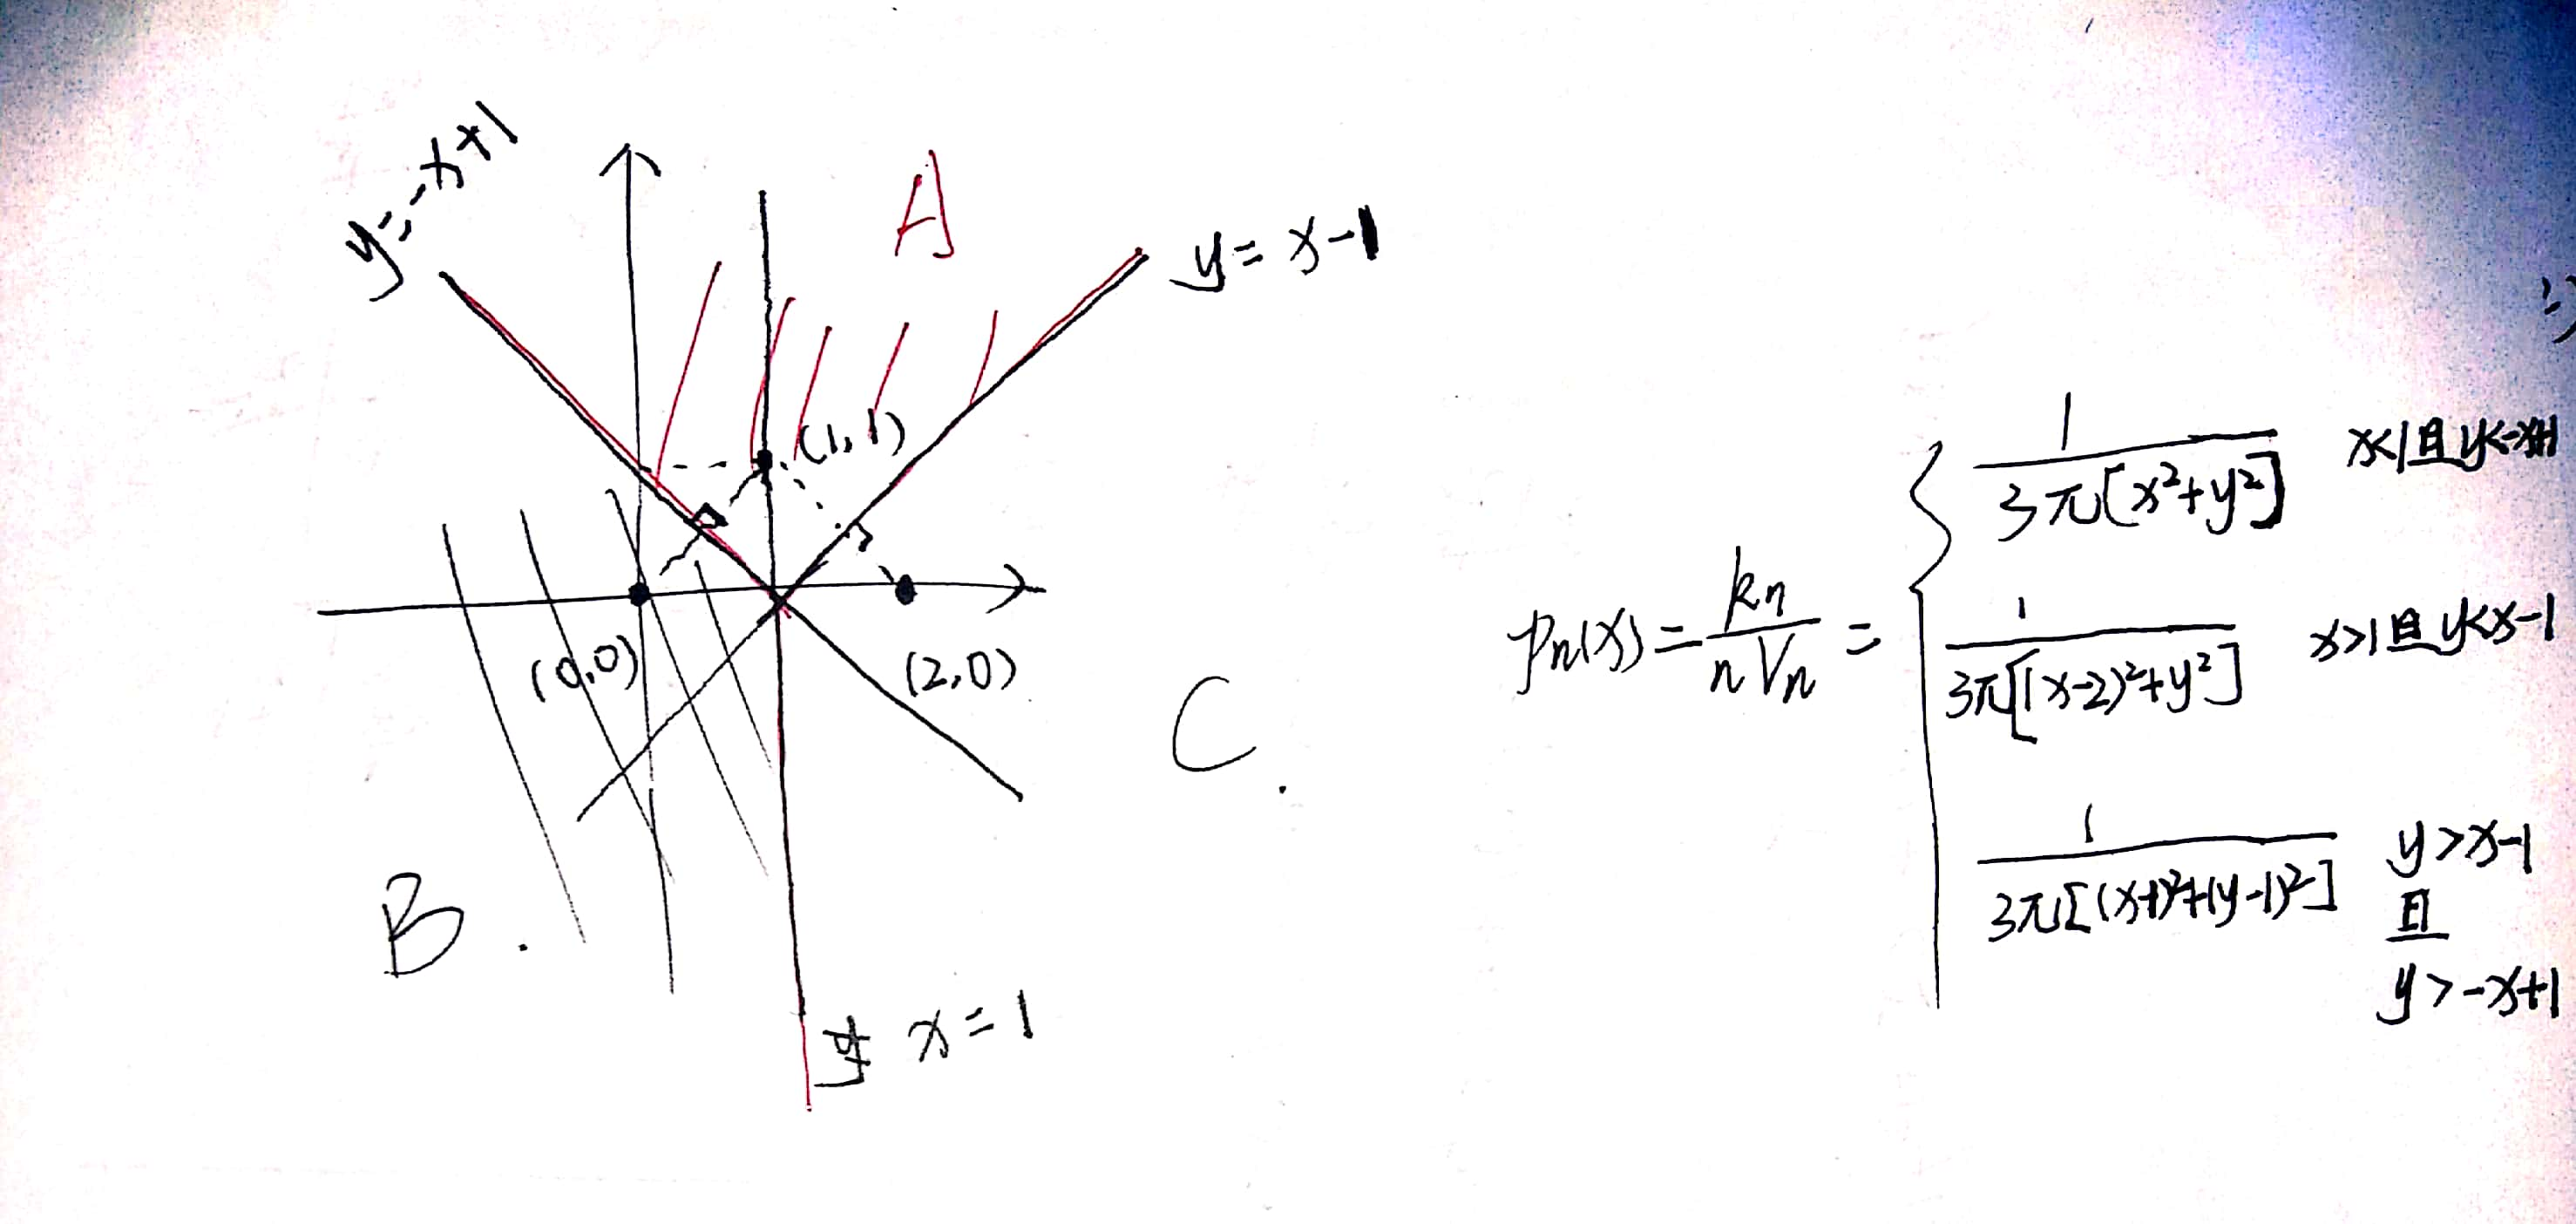 y=-x+1
A
y=x-1
(1,1)
(0,0)
(2,0)
C.
B.
x=1
pn(x)=kn/nVn=
1/3π[x²+y²] x<1且y<-x+1
1/3π[(x-2)²+y²] x>1且y<x-1
1/3π[(x-1)²+(y-1)²] y>x-1
且
y>-x+1